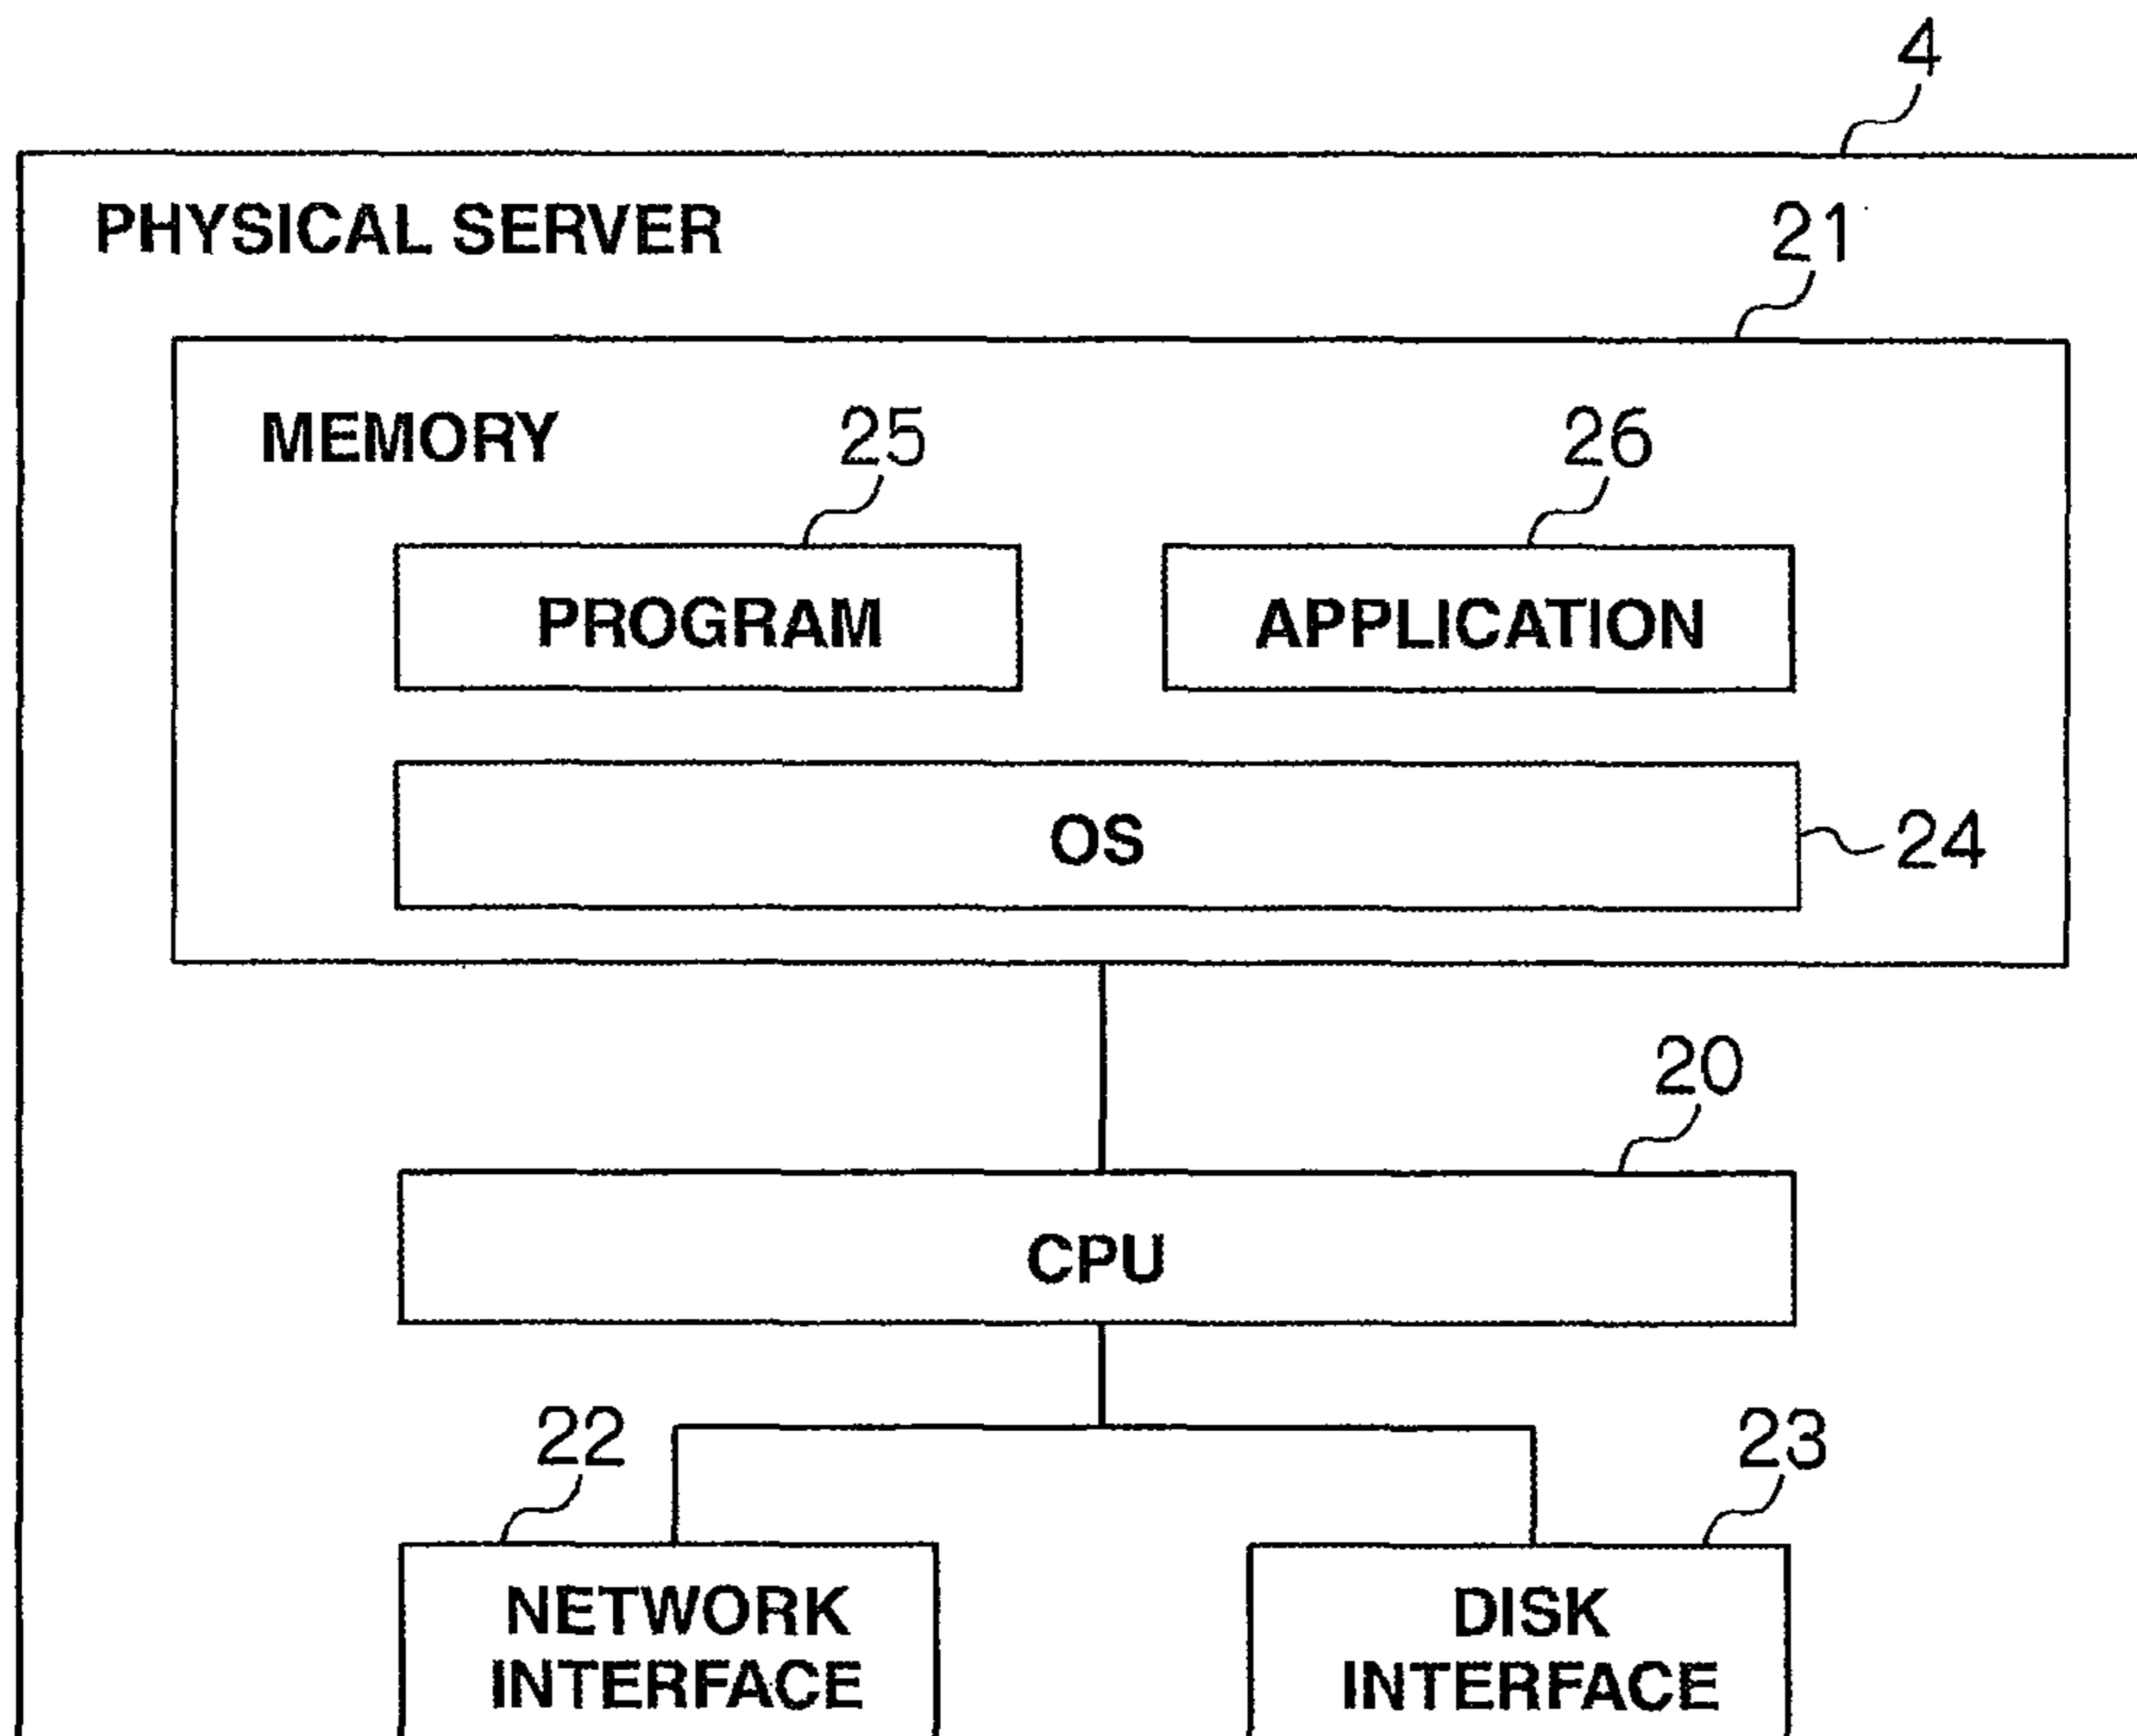 4
PHYSICAL SERVER
21
MEMORY
25
26
PROGRAM
APPLICATION
OS
24
20
CPU
22
23
NETWORK
INTERFACE
DISK
INTERFACE